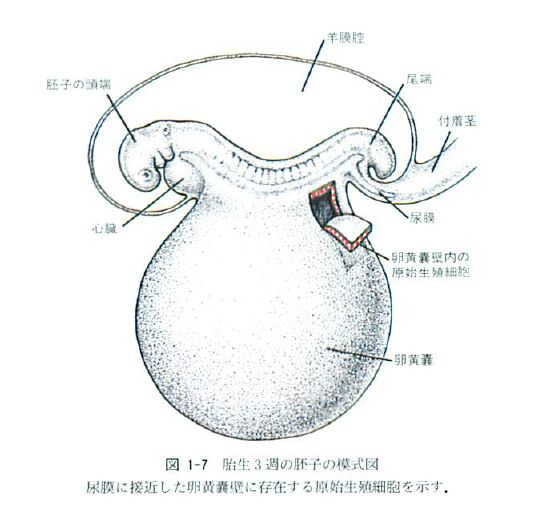 羊膜腔
胚子の頭端
尾端
付着茎
心臓
尿膜
卵黄嚢壁内の
原始生殖細胞
卵黄嚢
図 1-7 胎生3週の胚子の模式図
尿膜に接近した卵黄嚢壁に存在する原始生殖細胞を示す.